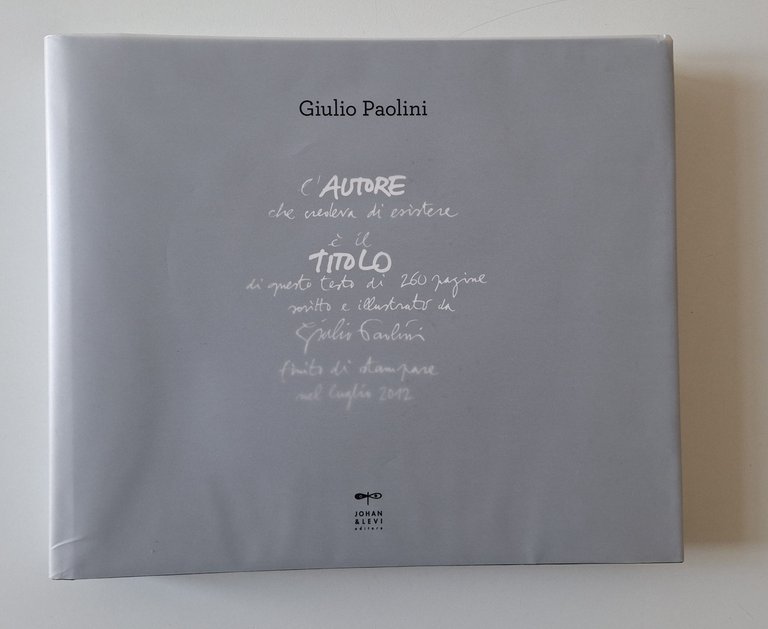 Giulio Paolini
L'AUTORE
che credeva di esistere
è il
TITOLO
di questo testo di 260 pagine
scritto e illustrato da
Giulio Paolini
finito di stampare
nel luglio 2012
JOHAN
& LEVI
editore